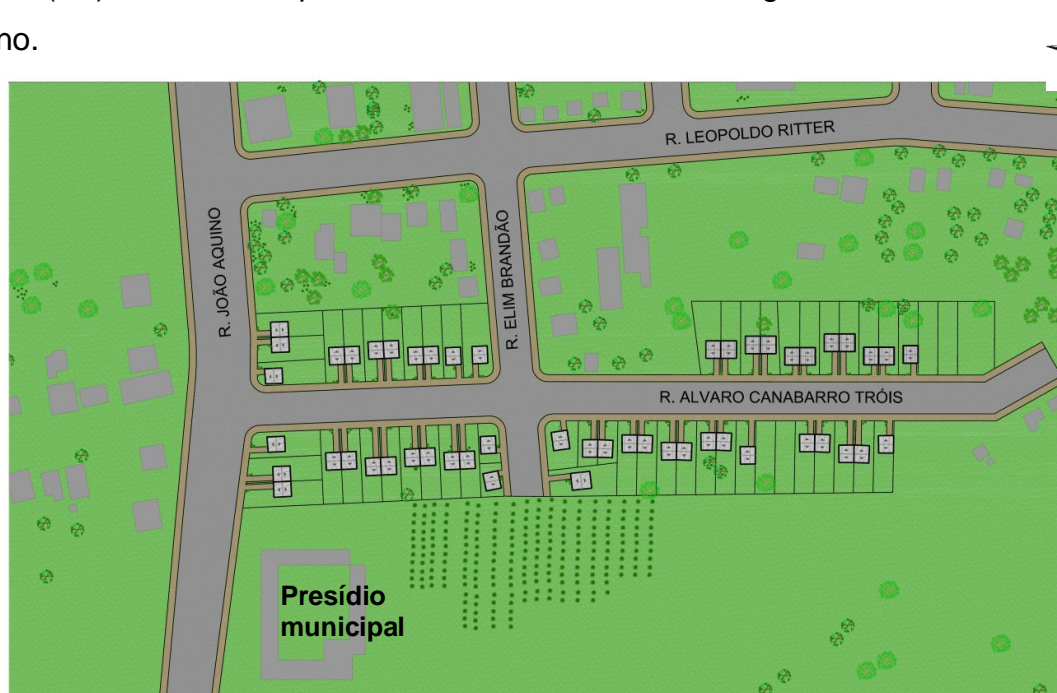 no.
R. LEOPOLDO RITTER
R. JOÃO AQUINO
R. ELIM BRANDÃO
R. ALVARO CANABARRO TRÓIS
Presídio
municipal